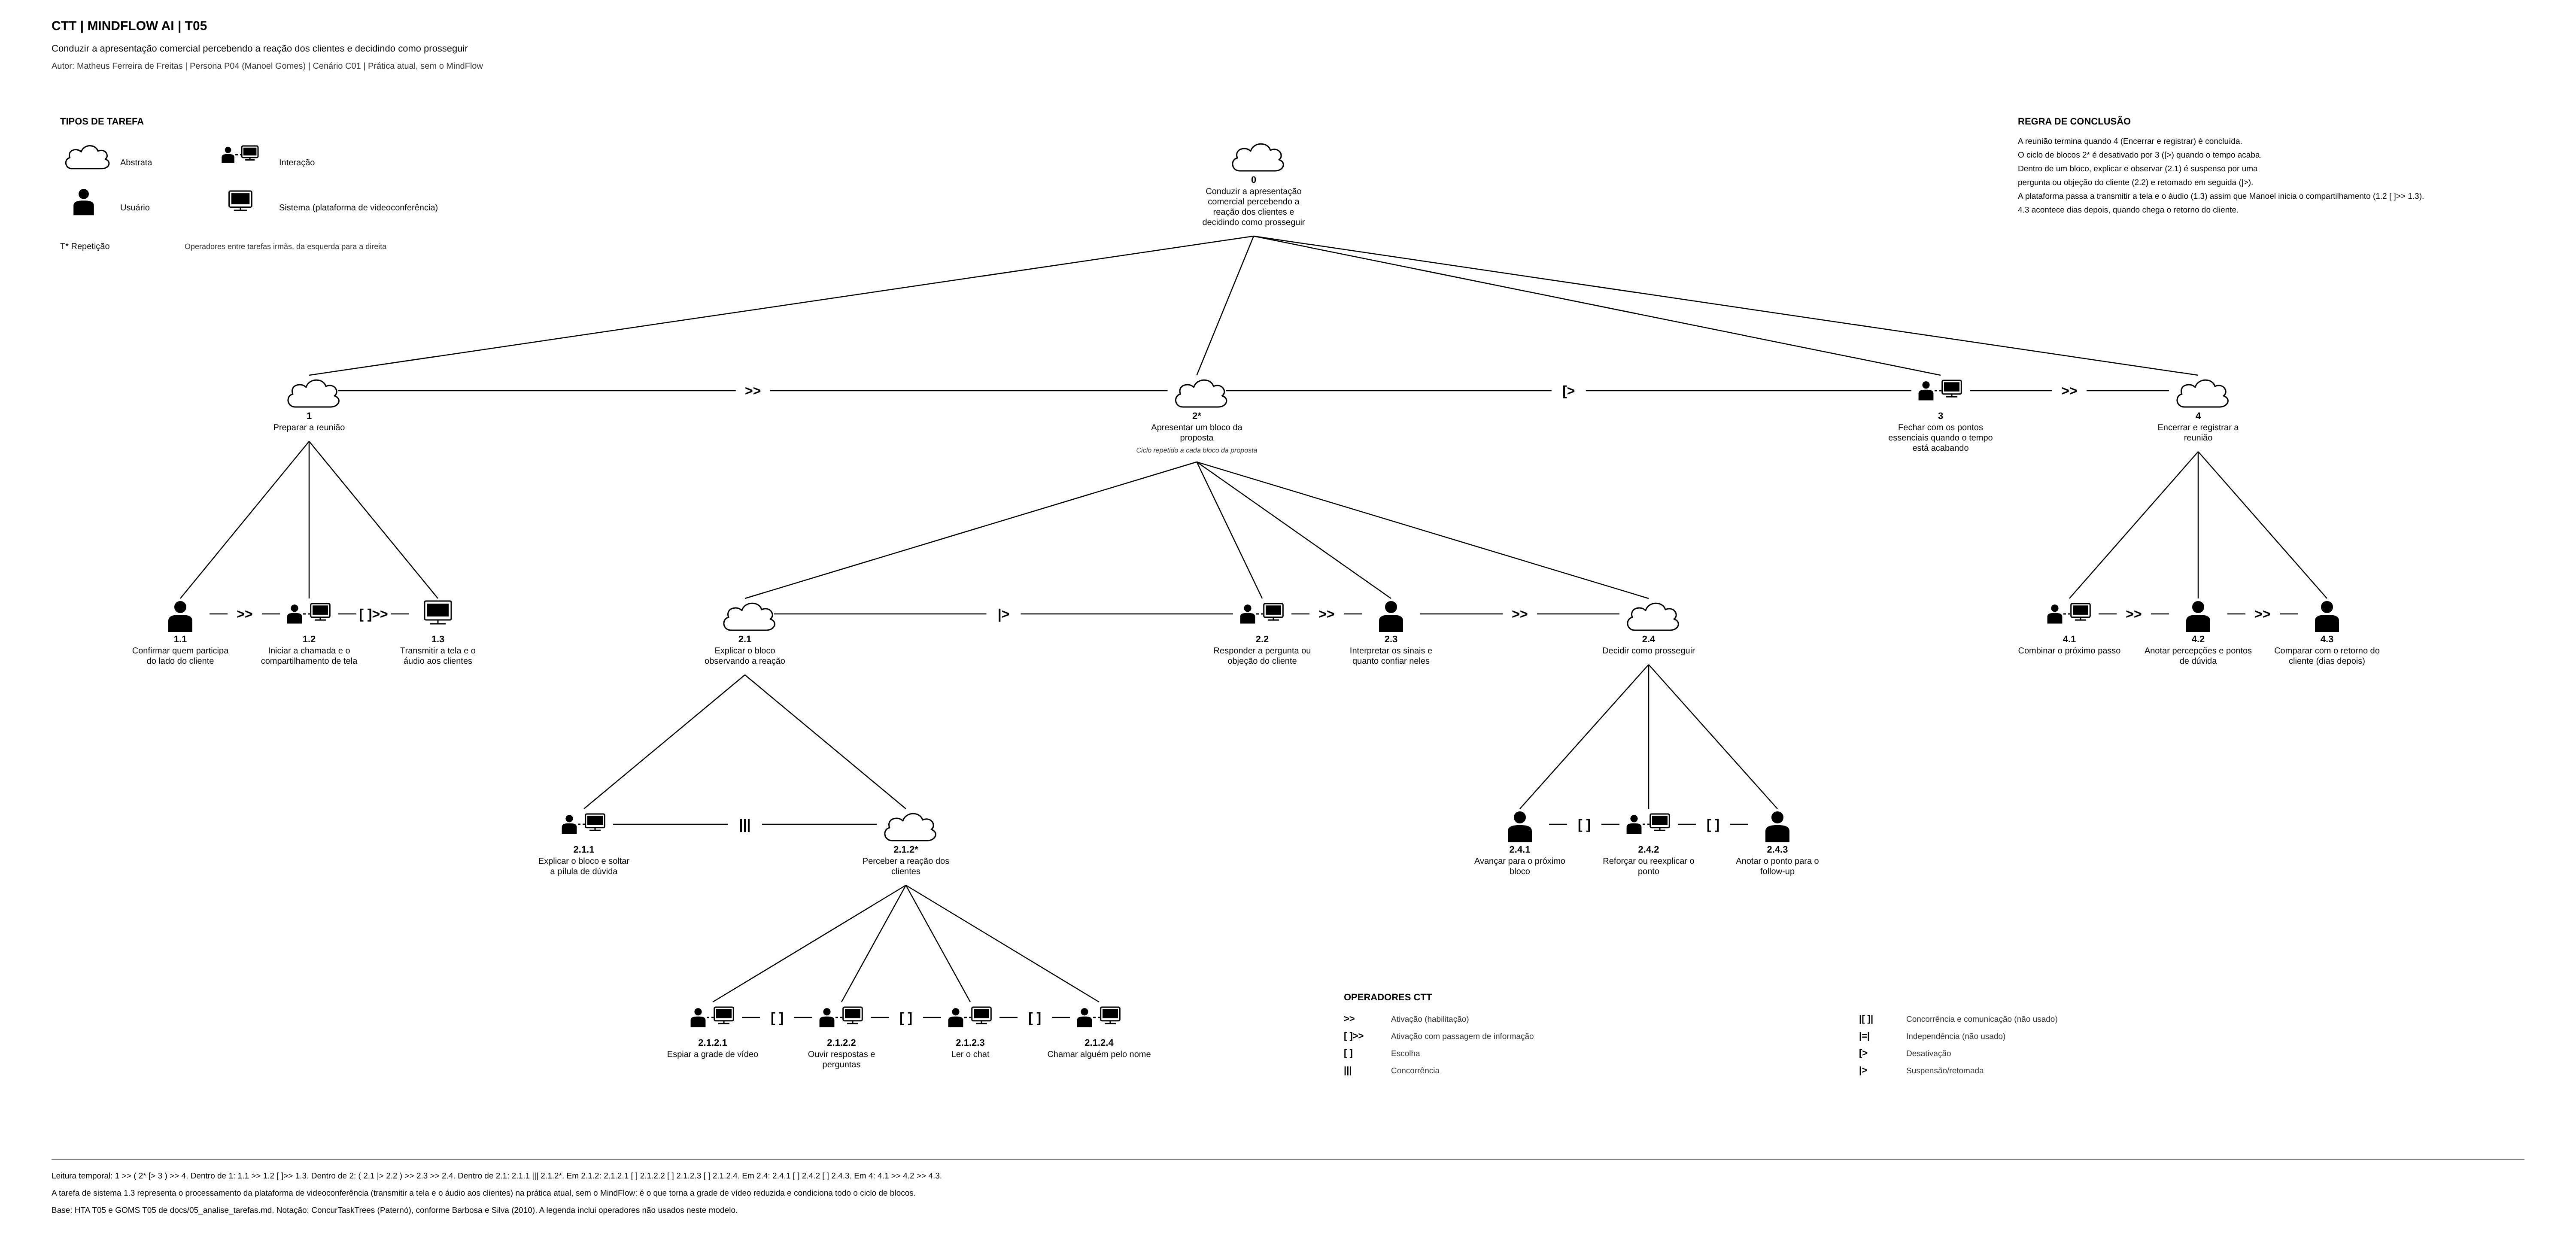 CTT | MINDFLOW AI | T05
Conduzir a apresentação comercial percebendo a reação dos clientes e decidindo como prosseguir
Autor: Matheus Ferreira de Freitas | Persona P04 (Manoel Gomes) | Cenário C01 | Prática atual, sem o MindFlow
TIPOS DE TAREFA
Abstrata
Interação
Usuário
Sistema (plataforma de videoconferência)
T* Repetição
Operadores entre tarefas irmãs, da esquerda para a direita
REGRA DE CONCLUSÃO
A reunião termina quando 4 (Encerrar e registrar) é concluída.
O ciclo de blocos 2* é desativado por 3 ([>) quando o tempo acaba.
Dentro de um bloco, explicar e observar (2.1) é suspenso por uma
pergunta ou objeção do cliente (2.2) e retomado em seguida (|>).
A plataforma passa a transmitir a tela e o áudio (1.3) assim que Manoel inicia o compartilhamento (1.2 [ ]>> 1.3).
4.3 acontece dias depois, quando chega o retorno do cliente.
0
Conduzir a apresentação
comercial percebendo a
reação dos clientes e
decidindo como prosseguir
>>
[>
>>
1
Preparar a reunião
2*
Apresentar um bloco da
proposta
Ciclo repetido a cada bloco da proposta
3
Fechar com os pontos
essenciais quando o tempo
está acabando
4
Encerrar e registrar a
reunião
>>
[ ]>>
1.1
Confirmar quem participa
do lado do cliente
1.2
Iniciar a chamada e o
compartilhamento de tela
1.3
Transmitir a tela e o
áudio aos clientes
|>
>>
>>
2.1
Explicar o bloco
observando a reação
2.2
Responder a pergunta ou
objeção do cliente
2.3
Interpretar os sinais e
quanto confiar neles
2.4
Decidir como prosseguir
>>
>>
4.1
Combinar o próximo passo
4.2
Anotar percepções e pontos
de dúvida
4.3
Comparar com o retorno do
cliente (dias depois)
|||
2.1.1
Explicar o bloco e soltar
a pílula de dúvida
2.1.2*
Perceber a reação dos
clientes
[ ]
[ ]
2.4.1
Avançar para o próximo
bloco
2.4.2
Reforçar ou reexplicar o
ponto
2.4.3
Anotar o ponto para o
follow-up
[ ]
[ ]
[ ]
2.1.2.1
Espiar a grade de vídeo
2.1.2.2
Ouvir respostas e
perguntas
2.1.2.3
Ler o chat
2.1.2.4
Chamar alguém pelo nome
OPERADORES CTT
>> Ativação (habilitação)
[ ]>> Ativação com passagem de informação
[ ] Escolha
||| Concorrência
|[ ]| Concorrência e comunicação (não usado)
|=| Independência (não usado)
[> Desativação
|> Suspensão/retomada
Leitura temporal: 1 >> ( 2* [> 3 ) >> 4. Dentro de 1: 1.1 >> 1.2 [ ]>> 1.3. Dentro de 2: ( 2.1 |> 2.2 ) >> 2.3 >> 2.4. Dentro de 2.1: 2.1.1 ||| 2.1.2*. Em 2.1.2: 2.1.2.1 [ ] 2.1.2.2 [ ] 2.1.2.3 [ ] 2.1.2.4. Em 2.4: 2.4.1 [ ] 2.4.2 [ ] 2.4.3. Em 4: 4.1 >> 4.2 >> 4.3.
A tarefa de sistema 1.3 representa o processamento da plataforma de videoconferência (transmitir a tela e o áudio aos clientes) na prática atual, sem o MindFlow: é o que torna a grade de vídeo reduzida e condiciona todo o ciclo de blocos.
Base: HTA T05 e GOMS T05 de docs/05_analise_tarefas.md. Notação: ConcurTaskTrees (Paternò), conforme Barbosa e Silva (2010). A legenda inclui operadores não usados neste modelo.